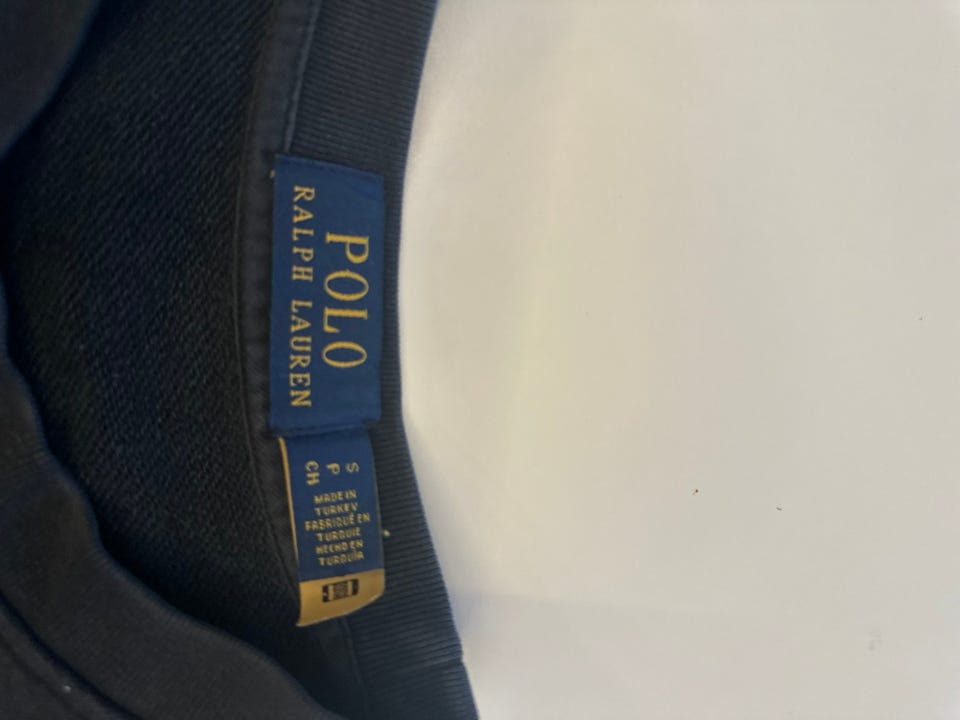 POLO
RALPH LAUREN
S
P
CH
MADE IN
TURKEY
FABRIQUÉ EN
TURQUIE
HECHO EN
TURQUÍA